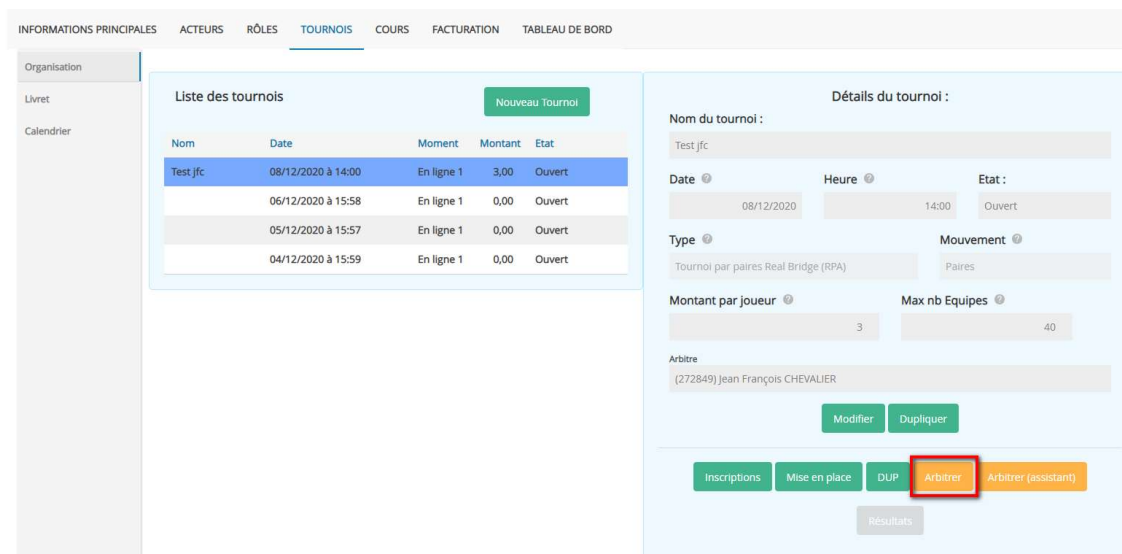 INFORMATIONS PRINCIPALES ACTEURS RÔLES TOURNOIS COURS FACTURATION TABLEAU DE BORD
Organisation
Livret
Calendrier
Liste des tournois
Nouveau Tournoi
Nom Date Moment Montant Etat
Test jfc 08/12/2020 à 14:00 En ligne 1 3,00 Ouvert
06/12/2020 à 15:58 En ligne 1 0,00 Ouvert
05/12/2020 à 15:57 En ligne 1 0,00 Ouvert
04/12/2020 à 15:59 En ligne 1 0,00 Ouvert
Détails du tournoi :
Nom du tournoi :
Test jfc
Date Heure Etat :
08/12/2020 14:00 Ouvert
Type Mouvement
Tournoi par paires Real Bridge (RPA) Paires
Montant par joueur Max nb Equipes
3 40
Arbitre
(272849) Jean François CHEVALIER
Modifier Dupliquer
Inscriptions Mise en place DUP Arbitrer Arbitrer (assistant)
Résultats